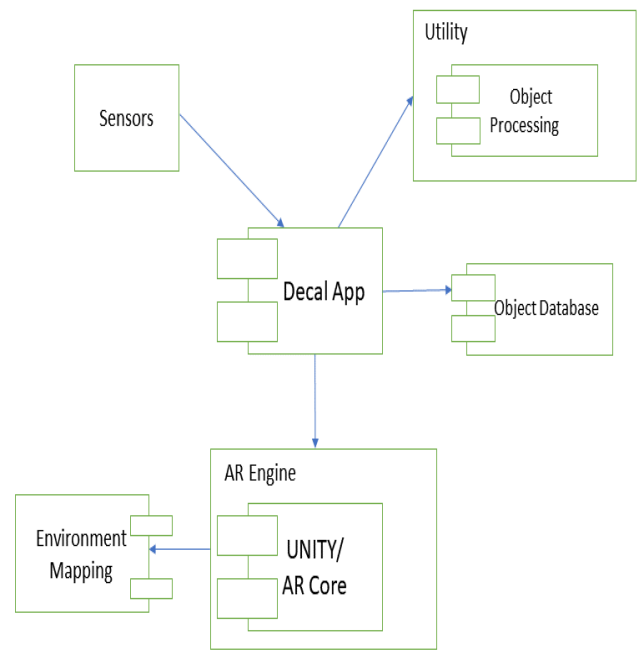 Utility
Object
Processing
Sensors
Decal App
Object Database
AR Engine
UNITY/
AR Core
Environment
Mapping